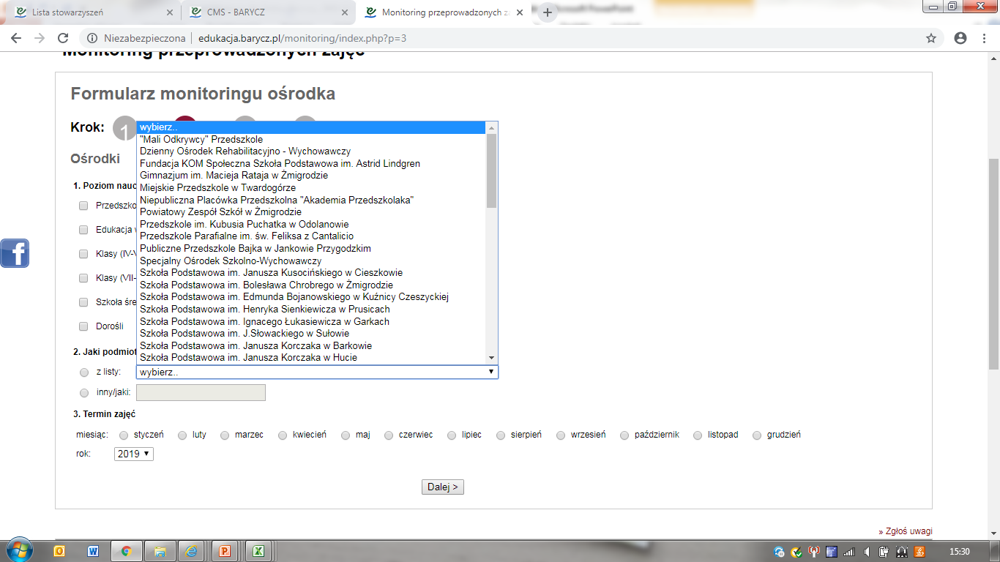 Lista stowarzyszeń
CMS - BARYCZ
Monitoring przeprowadzonych z
Niezabezpieczona
edukacja.barycz.pl/monitoring/index.php?p=3
Monitoring przeprowadzonych zajęć
Formularz monitoringu ośrodka
Krok: 1
Ośrodki
1. Poziom nauc
Przedszko
Edukacja w
Klasy (IV-V
Klasy (VII-
Szkoła śre
Dorośli
wybierz..
"Mali Odkrywcy" Przedszkole
Dzienny Ośrodek Rehabilitacyjno - Wychowawczy
Fundacja KOM Społeczna Szkoła Podstawowa im. Astrid Lindgren
Gimnazjum im. Macieja Rataja w Żmigrodzie
Miejskie Przedszkole w Twardogórze
Niepubliczna Placówka Przedszkolna "Akademia Przedszkolaka"
Powiatowy Zespół Szkół w Żmigrodzie
Przedszkole im. Kubusia Puchatka w Odolanowie
Przedszkole Parafialne im. św. Feliksa z Cantalicio
Publiczne Przedszkole Bajka w Jankowie Przygodzkim
Specjalny Ośrodek Szkolno-Wychowawczy
Szkoła Podstawowa im. Janusza Kusocińskiego w Cieszkowie
Szkoła Podstawowa im. Bolesława Chrobrego w Żmigrodzie
Szkoła Podstawowa im. Edmunda Bojanowskiego w Kuźnicy Czeszyckiej
Szkoła Podstawowa im. Henryka Sienkiewicza w Prusicach
Szkoła Podstawowa im. Ignacego Łukasiewicza w Garkach
Szkoła Podstawowa im. J.Słowackiego w Sułowie
Szkoła Podstawowa im. Janusza Korczaka w Barkowie
Szkoła Podstawowa im. Janusza Korczaka w Hucie
2. Jaki podmiot
z listy: wybierz..
inny/jaki:
3. Termin zajęć
miesiąc: styczeń luty marzec kwiecień maj czerwiec lipiec sierpień wrzesień październik listopad grudzień
rok: 2019
Dalej >
» Zgłoś uwagi
15:30